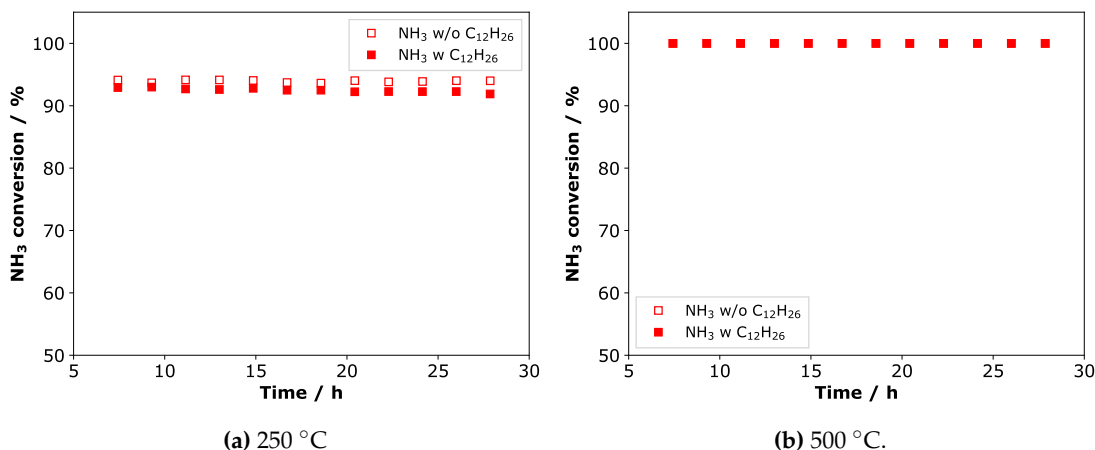 100
90
80
70
60
50
NH₃ conversion / %
NH₃ w/o C₁₂H₂₆
NH₃ w C₁₂H₂₆
5
10
15
20
25
30
Time / h
(a) 250 °C
100
90
80
70
60
50
NH₃ conversion / %
NH₃ w/o C₁₂H₂₆
NH₃ w C₁₂H₂₆
5
10
15
20
25
30
Time / h
(b) 500 °C.